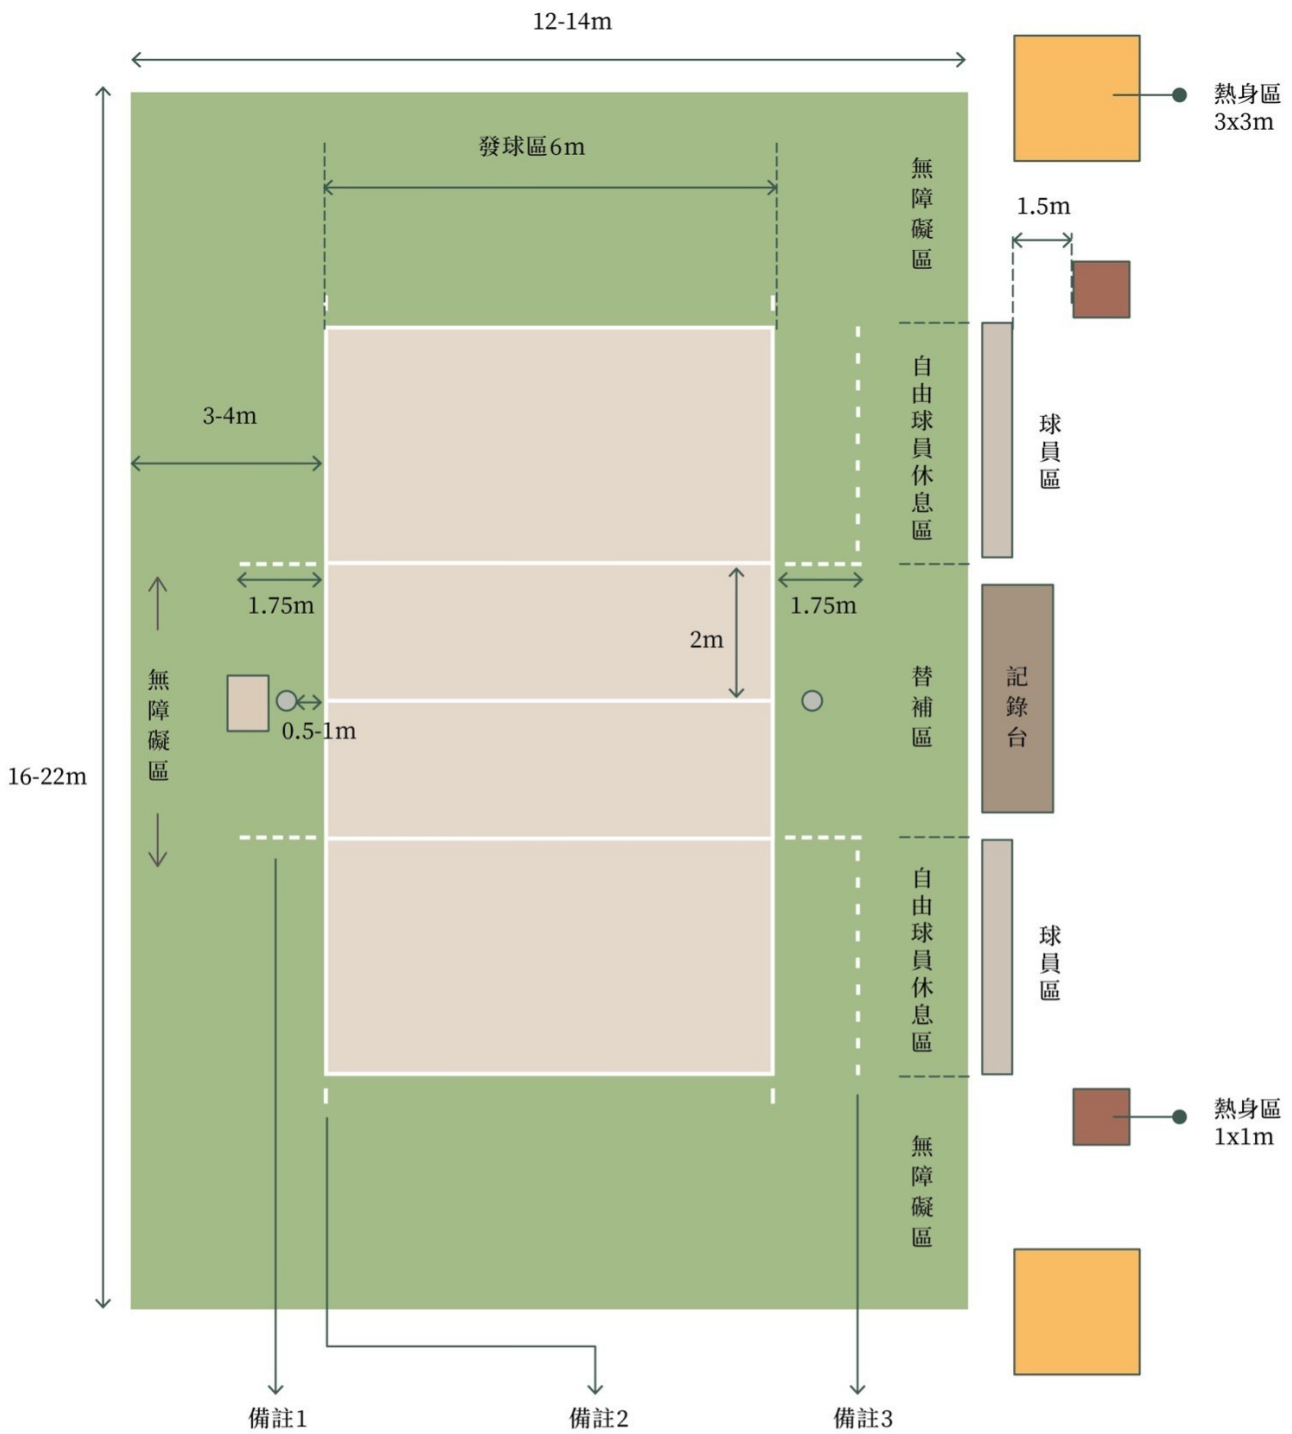 12-14m
熱身區
3x3m
發球區6m
無障礙區
1.5m
3-4m
自由球員休息區
球員區
1.75m
1.75m
2m
無障礙區
替補區
記錄台
0.5-1m
16-22m
自由球員休息區
球員區
熱身區
1x1m
無障礙區
備註1
備註2
備註3